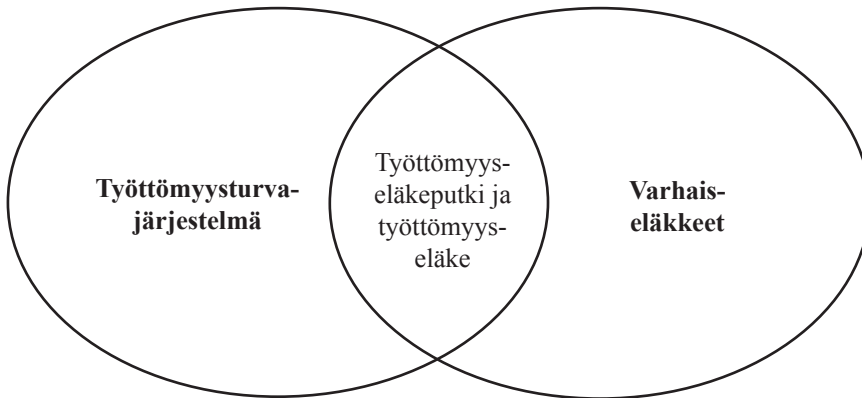 Työttömyysturva-
järjestelmä
Työttömyys-
eläkeputki ja
työttömyys-
eläke
Varhais-
eläkkeet